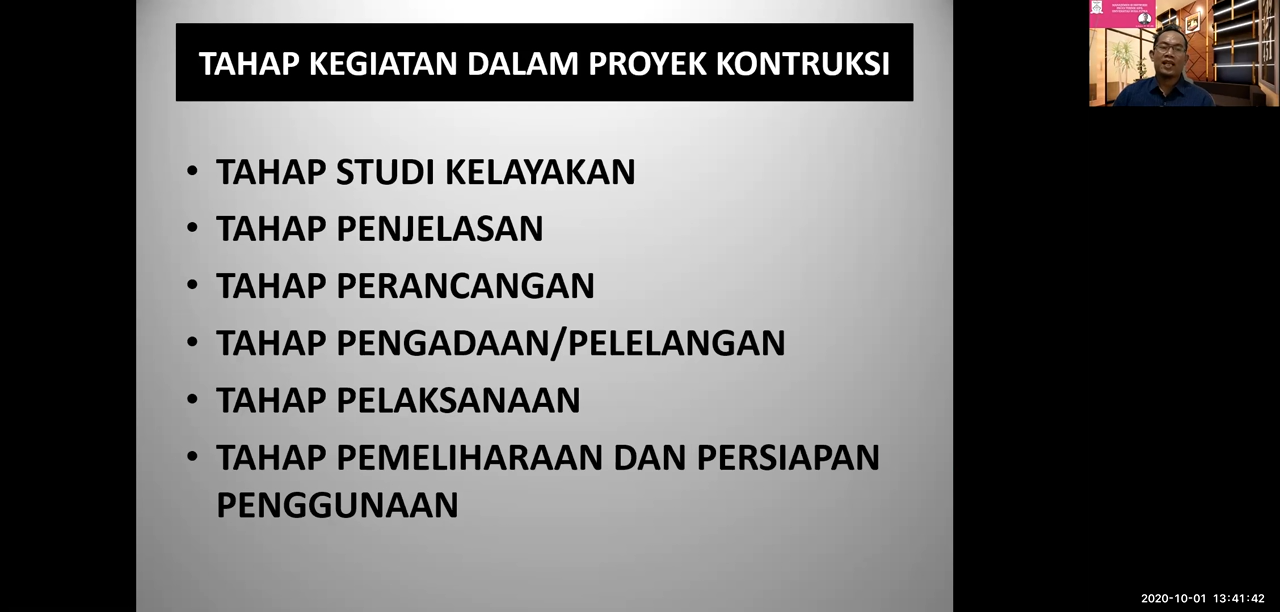 TAHAP KEGIATAN DALAM PROYEK KONTRUKSI
• TAHAP STUDI KELAYAKAN
• TAHAP PENJELASAN
• TAHAP PERANCANGAN
• TAHAP PENGADAAN/PELELANGAN
• TAHAP PELAKSANAAN
• TAHAP PEMELIHARAAN DAN PERSIAPAN
PENGGUNAAN
2020-10-01 13:41:42